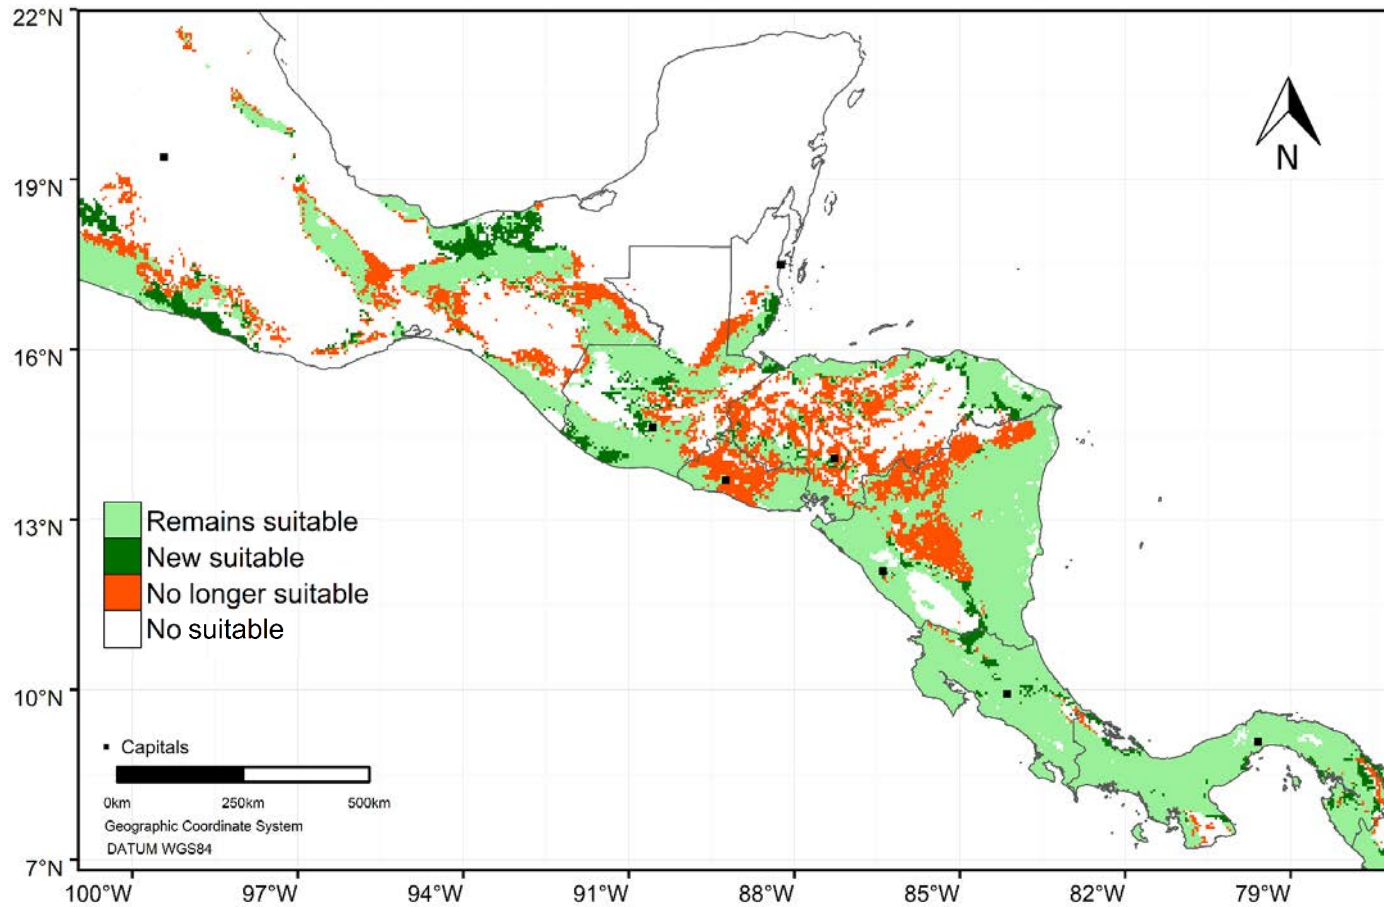 22°N
19°N
16°N
13°N
10°N
7°N
N
Remains suitable
New suitable
No longer suitable
No suitable
Capitals
0km 250km 500km
Geographic Coordinate System
DATUM WGS84
100°W 97°W 94°W 91°W 88°W 85°W 82°W 79°W